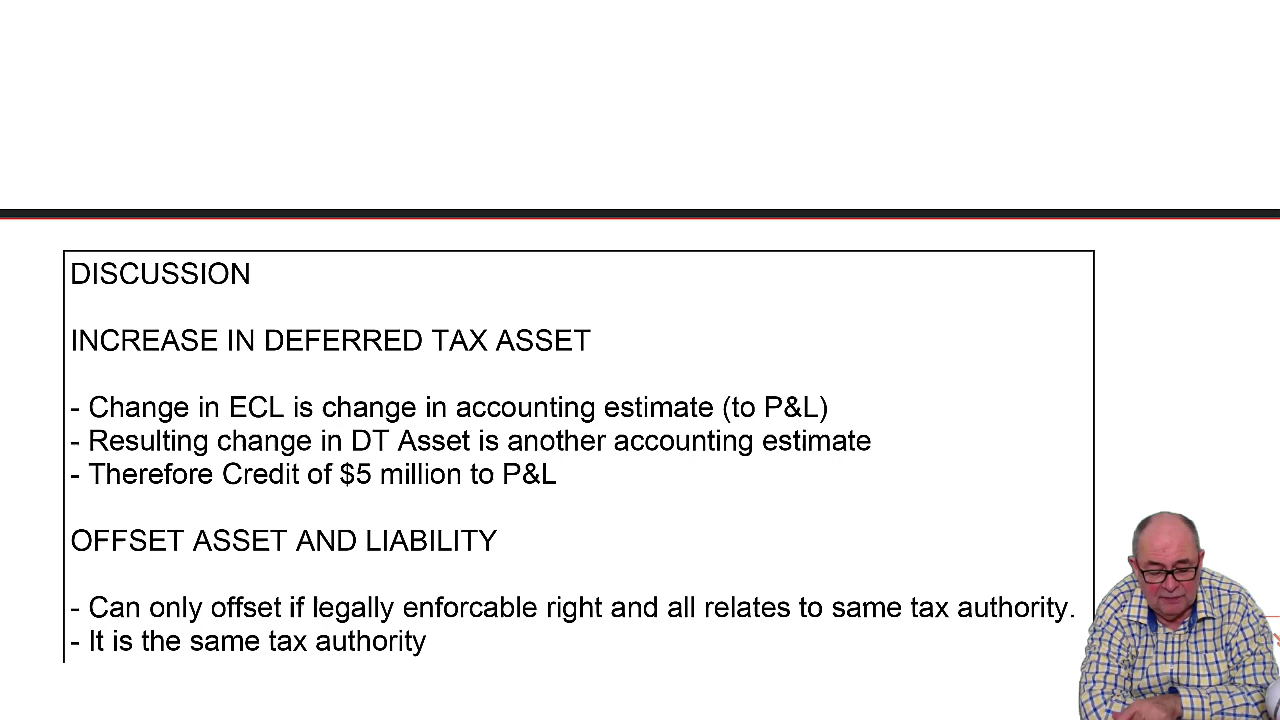 DISCUSSION
INCREASE IN DEFERRED TAX ASSET
- Change in ECL is change in accounting estimate (to P&L)
- Resulting change in DT Asset is another accounting estimate
- Therefore Credit of $5 million to P&L
OFFSET ASSET AND LIABILITY
- Can only offset if legally enforcable right and all relates to same tax authority.
- It is the same tax authority